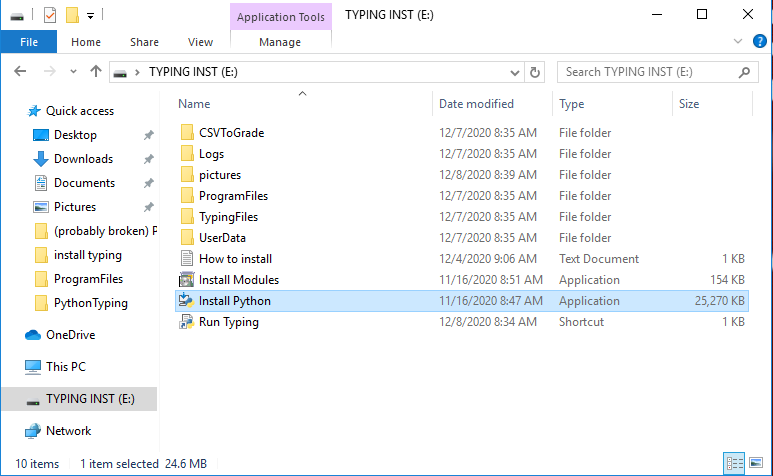 Application Tools TYPING INST (E:)
File Home Share View Manage
TYPING INST (E:) Search TYPING INST (E:)
Name Date modified Type Size
Quick access
Desktop
Downloads
Documents
Pictures
(probably broken) P
install typing
ProgramFiles
PythonTyping
OneDrive
This PC
TYPING INST (E:)
Network
CSVToGrade 12/7/2020 8:35 AM File folder
Logs 12/7/2020 8:35 AM File folder
pictures 12/8/2020 8:39 AM File folder
ProgramFiles 12/7/2020 8:35 AM File folder
TypingFiles 12/7/2020 8:35 AM File folder
UserData 12/7/2020 8:35 AM File folder
How to install 12/4/2020 9:06 AM Text Document 1 KB
Install Modules 11/16/2020 8:51 AM Application 154 KB
Install Python 11/16/2020 8:47 AM Application 25,270 KB
Run Typing 12/8/2020 8:34 AM Shortcut 1 KB
10 items 1 item selected 24.6 MB